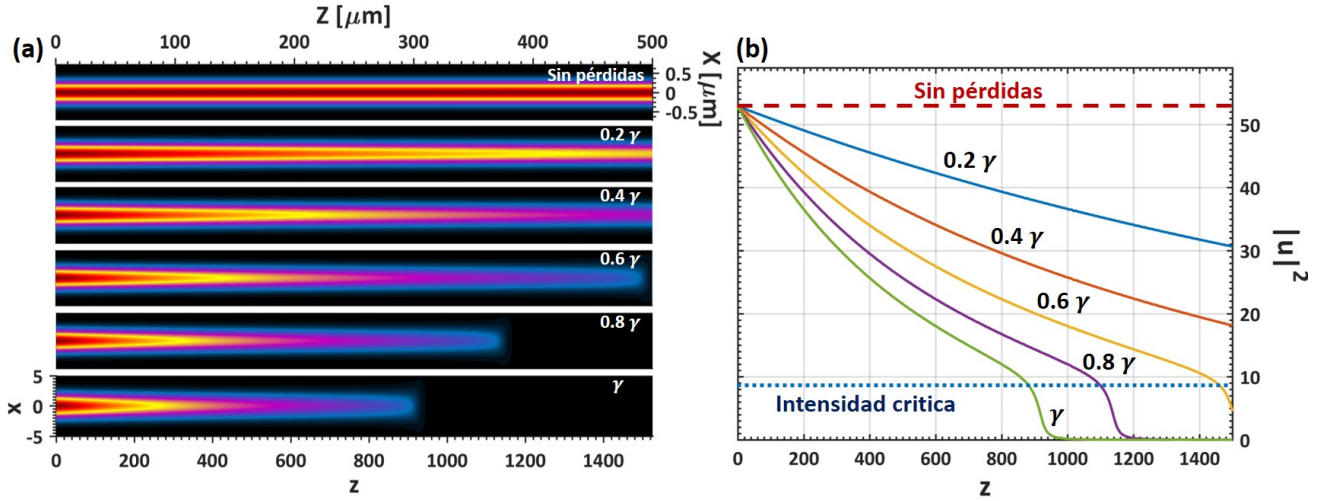 (a)
Z [μm]
0 100 200 300 400 500
Sin pérdidas
0.5
0
-0.5
X [μm]
0.2 γ
0.4 γ
0.6 γ
0.8 γ
γ
5
0
-5
x
0 200 400 600 800 1000 1200 1400
z
(b)
Sin pérdidas
0.2 γ
0.4 γ
0.6 γ
0.8 γ
γ
Intensidad critica
50
40
30
20
10
0
|u|²
0 200 400 600 800 1000 1200 1400
z